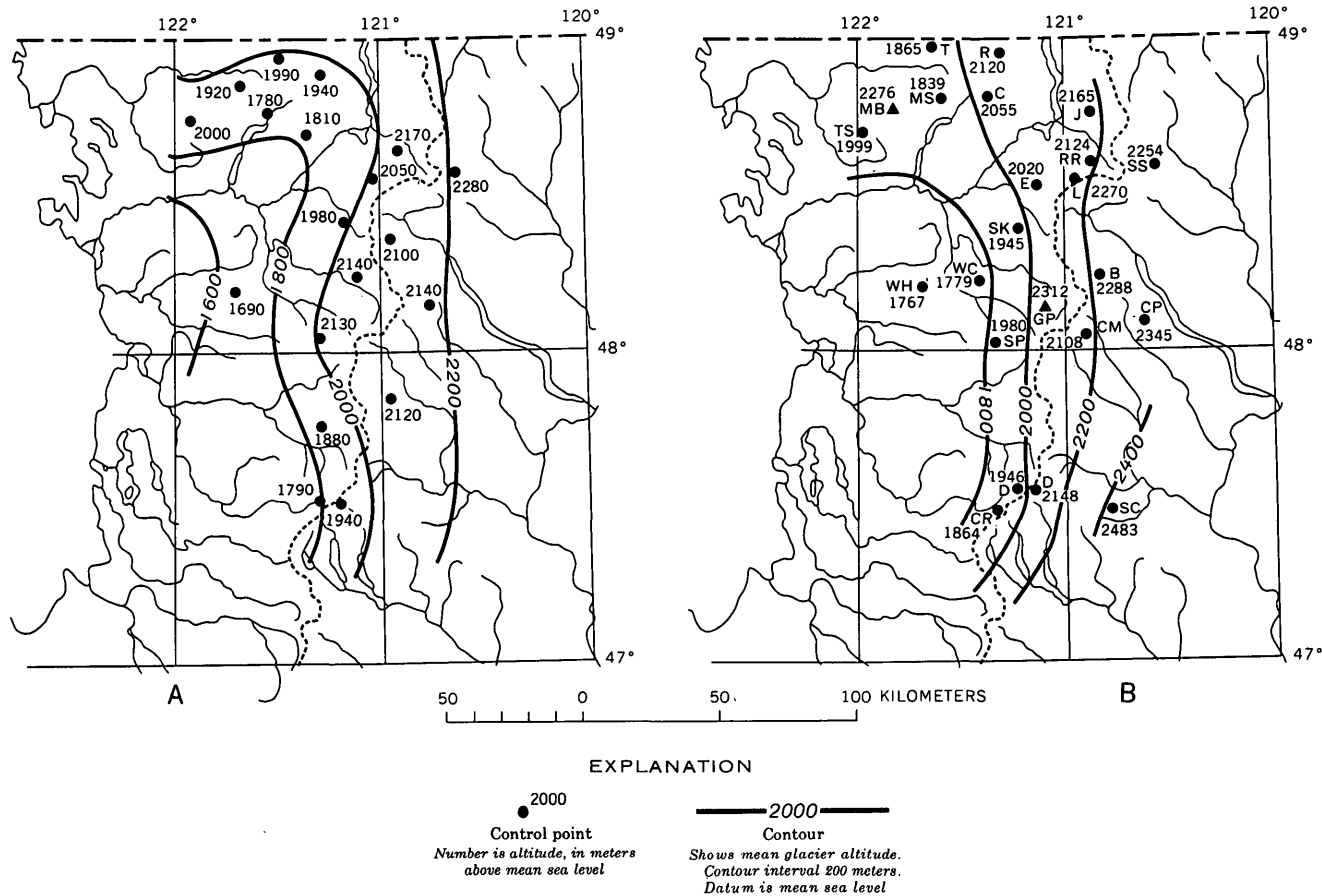 122° 121° 120° 122° 121° 120°
49° 49°
1990
1940
1920
1780
1810
2000
2170
2050
2280
1980
2100
1800
2140
2140
1600
1690
2130
2000
2200
2120
1880
1790
1940
48°
47°
A
1865 T
R
2120
1839
MS
C
2055
2276
MB
2165
J
TS
1999
2124
RR
2254
SS
2020
E
L
2270
SK
1945
WC
1779
B
2288
WH
1767
2312
GP
CP
2345
1980
SP
CM
2108
1800
2000
2200
2400
1946
D
D
2148
CR
1864
SC
2483
48°
47°
B
50 0 50 100 KILOMETERS
EXPLANATION
2000
Control point
Number is altitude, in meters
above mean sea level
2000
Contour
Shows mean glacier altitude.
Contour interval 200 meters.
Datum is mean sea level